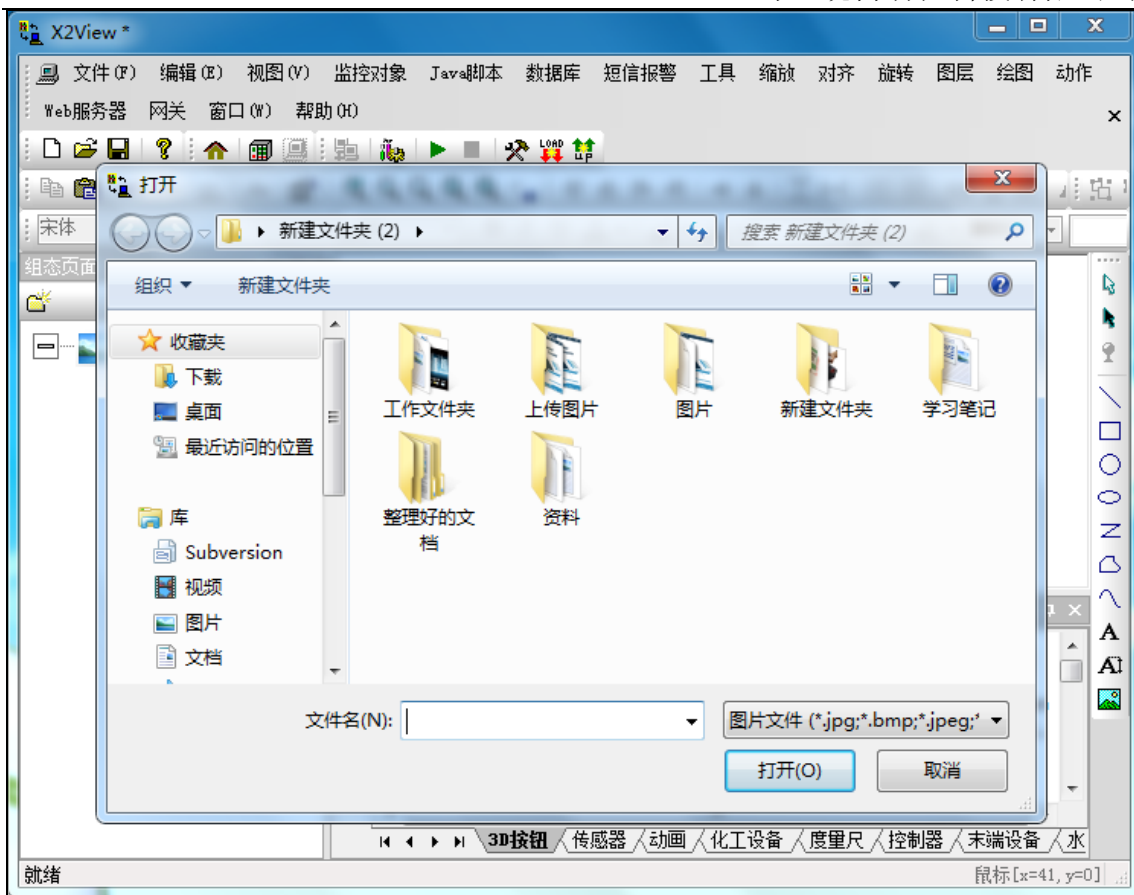 X2View *
文件(F) 编辑(E) 视图(V) 监控对象 Java脚本 数据库 短信报警 工具 缩放 对齐 旋转 图层 绘图 动作
Web服务器 网关 窗口(W) 帮助(H)
LOAD UP
打开
宋体
新建文件夹 (2)
搜索 新建文件夹 (2)
组态页面
组织 新建文件夹
收藏夹
下载
桌面
最近访问的位置
库
Subversion
视频
图片
文档
工作文件夹 上传图片 图片 新建文件夹 学习笔记
整理好的文档 资料
文件名(N):
图片文件 (*.jpg;*.bmp;*.jpeg;*
打开(O) 取消
3D按钮 传感器 动画 化工设备 度量尺 控制器 末端设备 水
就绪
鼠标[x=41, y=0]